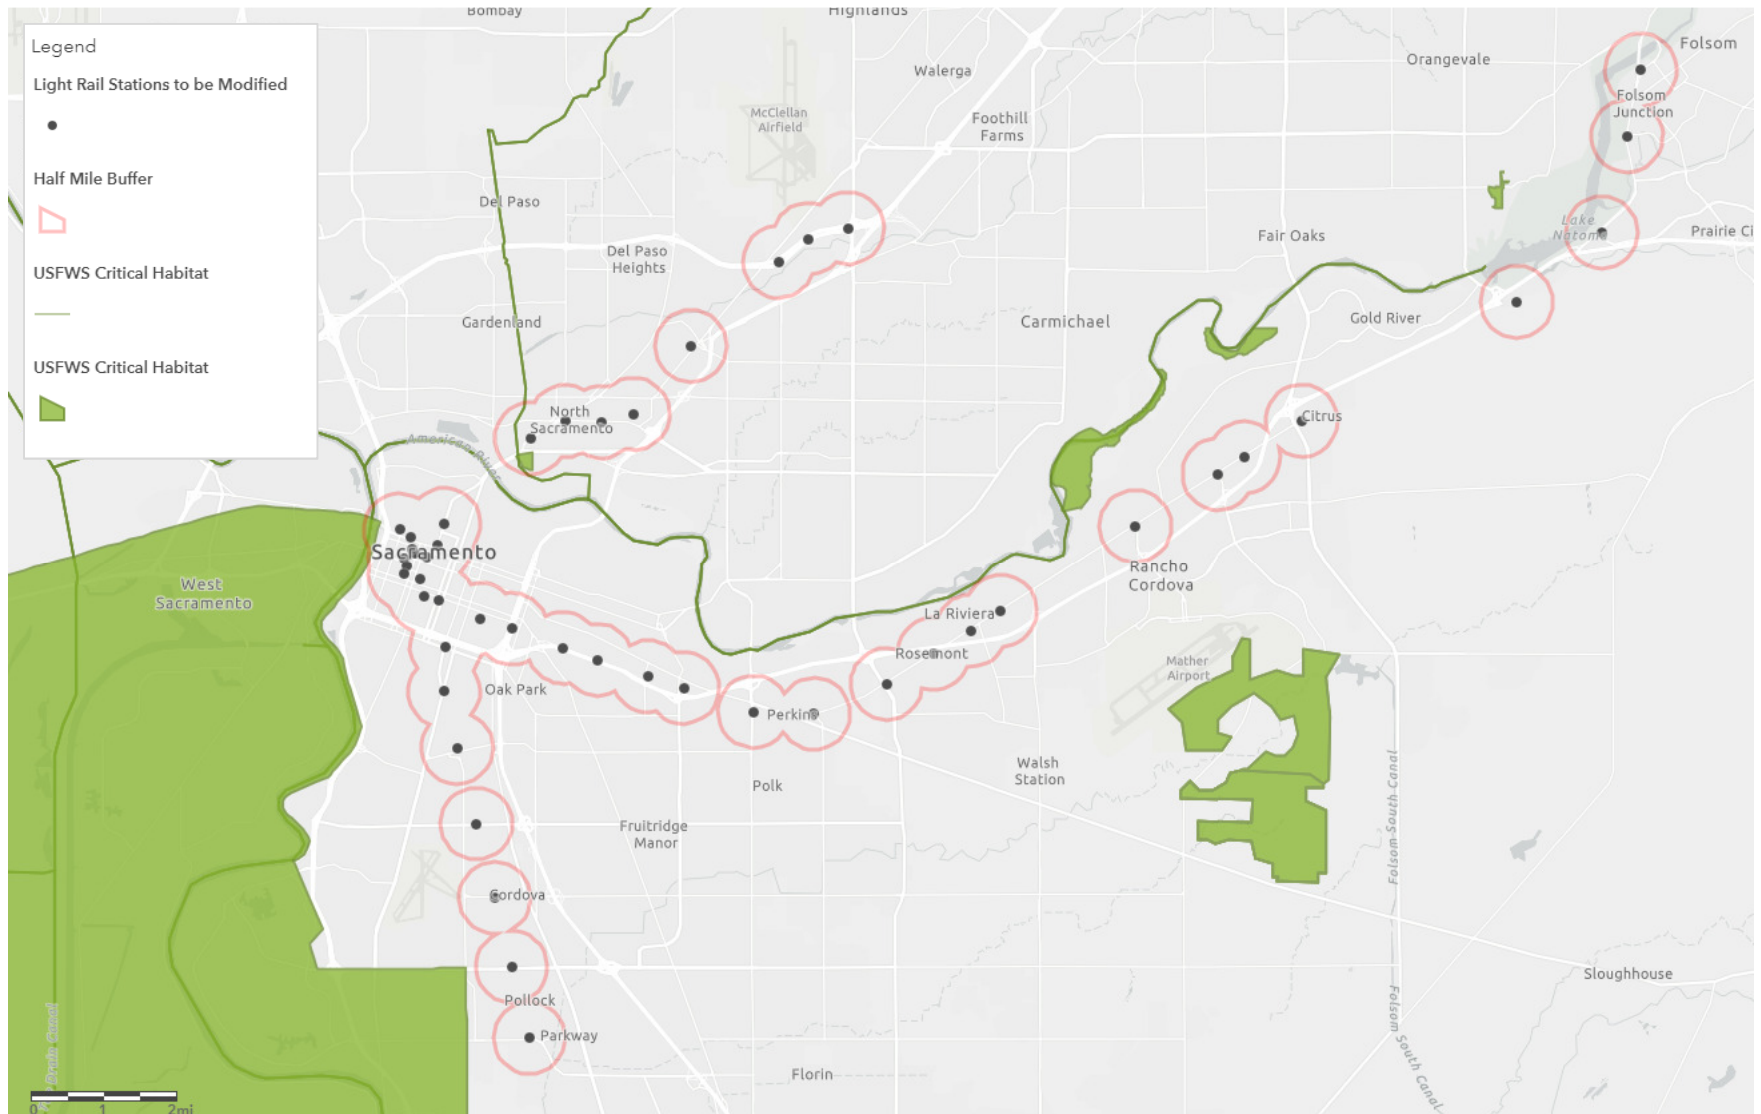 Bombay
Highlands
Legend
Light Rail Stations to be Modified
Half Mile Buffer
USFWS Critical Habitat
USFWS Critical Habitat
Walerga
Orangevale
Folsom
McClellan
Airfield
Foothill
Farms
Folsom
Junction
Del Paso
Del Paso
Heights
Fair Oaks
Lake
Natoma
Prairie Ci
Gardenland
Carmichael
Gold River
North
Sacramento
American River
Citrus
Sacramento
West
Sacramento
Rancho
Cordova
La Riviera
Rosemont
Mather
Airport
Oak Park
Perkins
Walsh
Station
Polk
Fruitridge
Manor
Folsom South Canal
Cordova
Sloughhouse
Pollock
Parkway
Folsom South Canal
Florin
Drain Canal
0 1 2mi